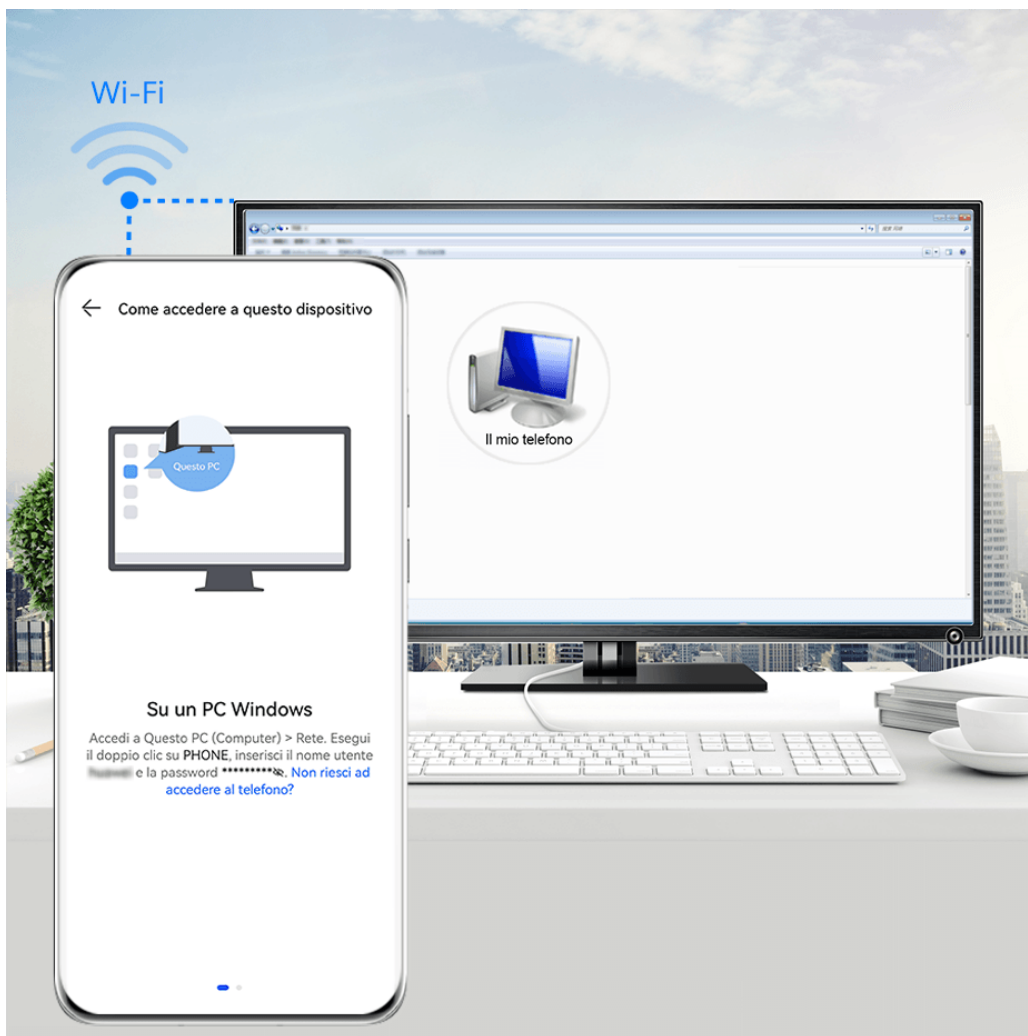 Wi-Fi
Come accedere a questo dispositivo
Questo PC
Su un PC Windows
Accedi a Questo PC (Computer) > Rete. Esegui
il doppio clic su PHONE, inserisci il nome utente
e la password *********. Non riesci ad
accedere al telefono?
Il mio telefono